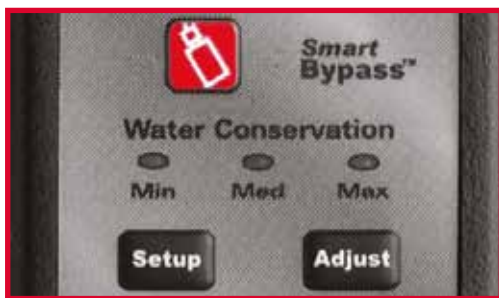 Smart
Bypass™
Water Conservation
Min Med Max
Setup Adjust